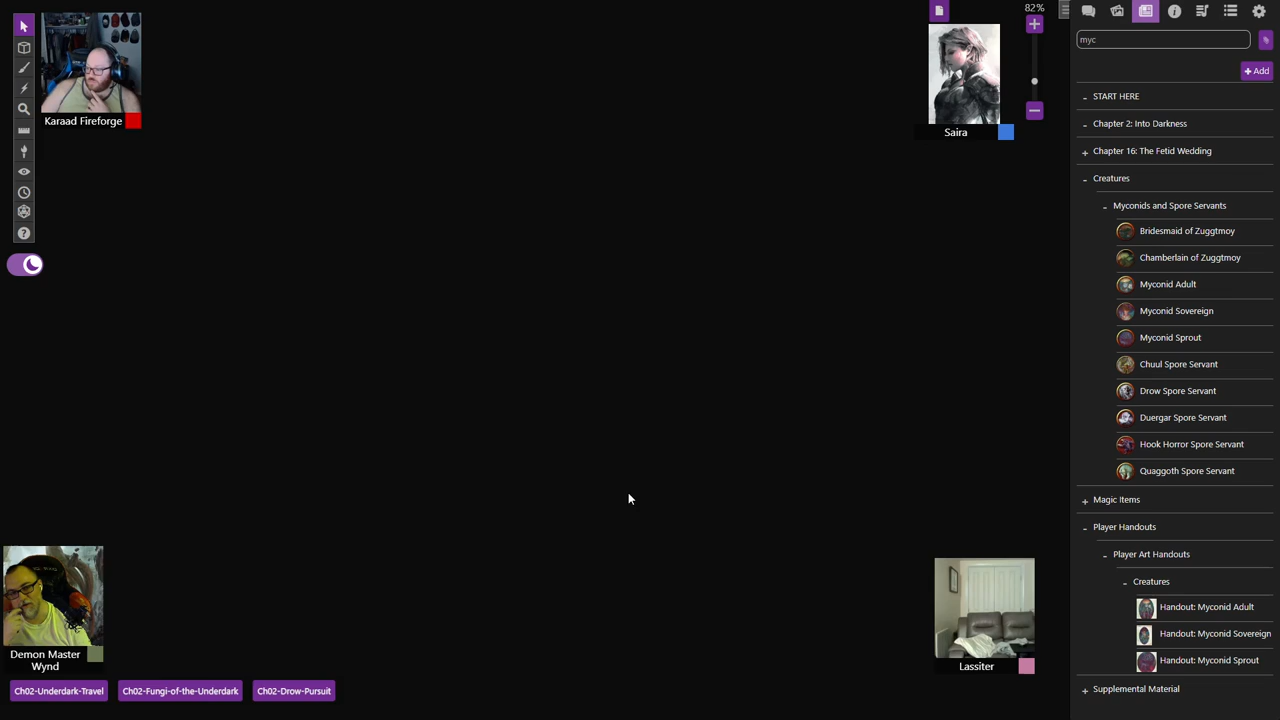 82%
myc
Add
START HERE
Chapter 2: Into Darkness
Chapter 16: The Fetid Wedding
Creatures
Myconids and Spore Servants
Bridesmaid of Zuggtmoy
Chamberlain of Zuggtmoy
Myconid Adult
Myconid Sovereign
Myconid Sprout
Chuul Spore Servant
Drow Spore Servant
Duergar Spore Servant
Hook Horror Spore Servant
Quaggoth Spore Servant
Magic Items
Player Handouts
Player Art Handouts
Creatures
Handout: Myconid Adult
Handout: Myconid Sovereign
Handout: Myconid Sprout
Supplemental Material
Karaad Fireforge
Saira
Demon Master
Wynd
Lassiter
Ch02-Underdark-Travel
Ch02-Fungi-of-the-Underdark
Ch02-Drow-Pursuit